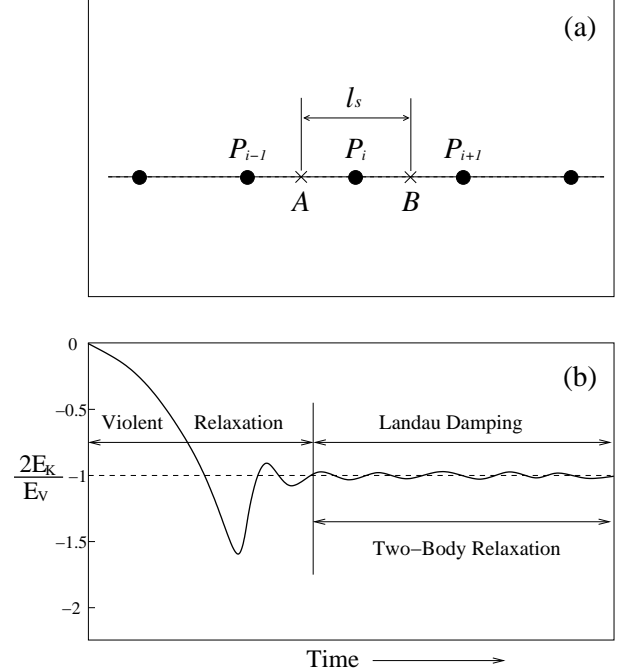 (a)
l_s
P_{i−1} P_i P_{i+1}
A B
0
(b)
−0.5
Violent Relaxation Landau Damping
2E_K
−1
E_V
−1.5
Two−Body Relaxation
−2
Time